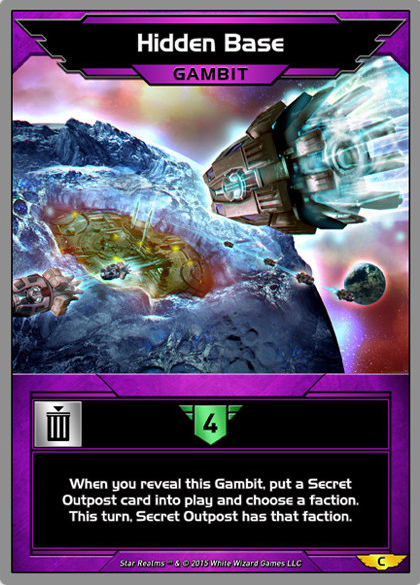 Hidden Base
GAMBIT
4
When you reveal this Gambit, put a Secret
Outpost card into play and choose a faction.
This turn, Secret Outpost has that faction.
C
Star Realms™ & © 2015 White Wizard Games LLC